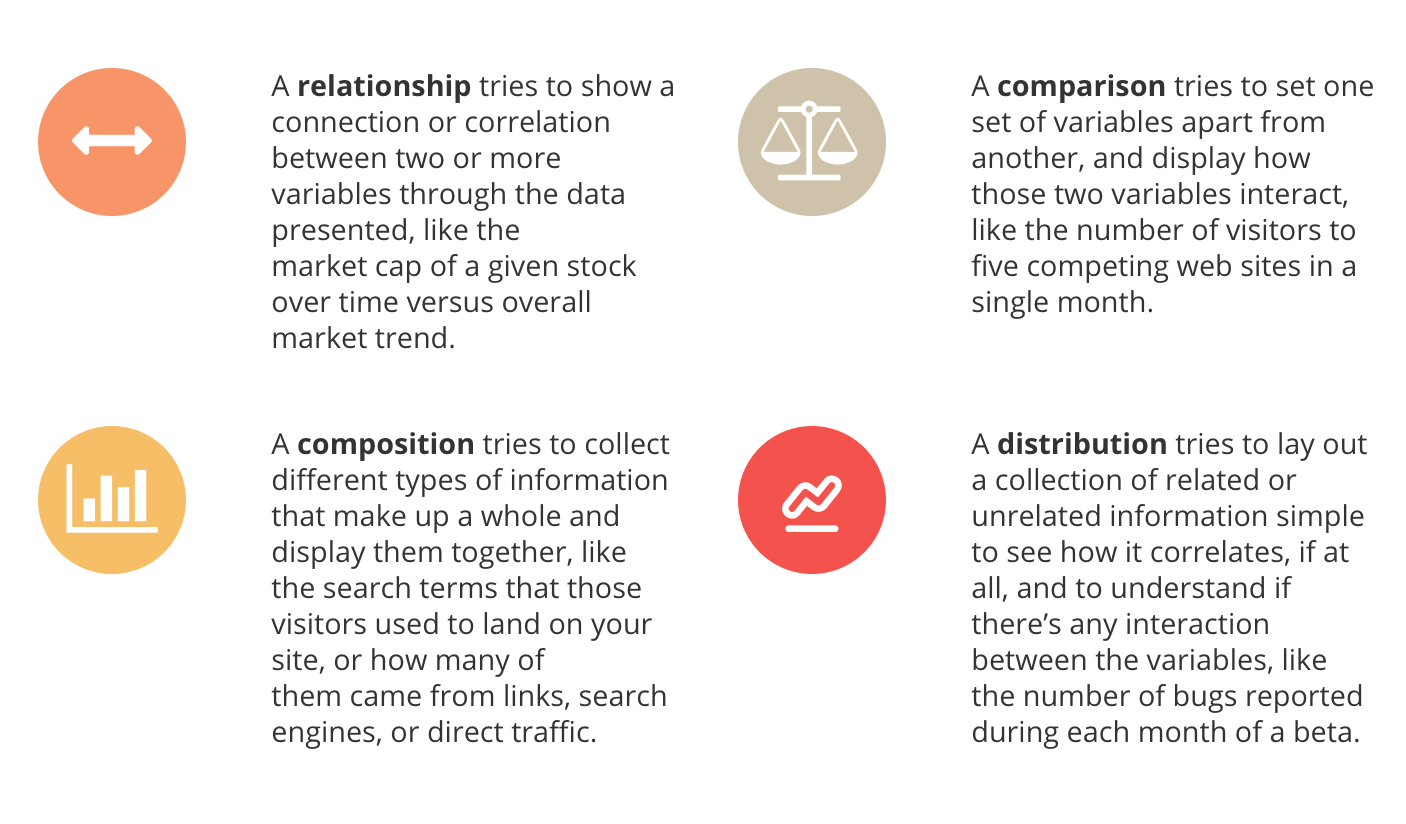 A relationship tries to show a
connection or correlation
between two or more
variables through the data
presented, like the
market cap of a given stock
over time versus overall
market trend.
A comparison tries to set one
set of variables apart from
another, and display how
those two variables interact,
like the number of visitors to
five competing web sites in a
single month.
A composition tries to collect
different types of information
that make up a whole and
display them together, like
the search terms that those
visitors used to land on your
site, or how many of
them came from links, search
engines, or direct traffic.
A distribution tries to lay out
a collection of related or
unrelated information simple
to see how it correlates, if at
all, and to understand if
there’s any interaction
between the variables, like
the number of bugs reported
during each month of a beta.